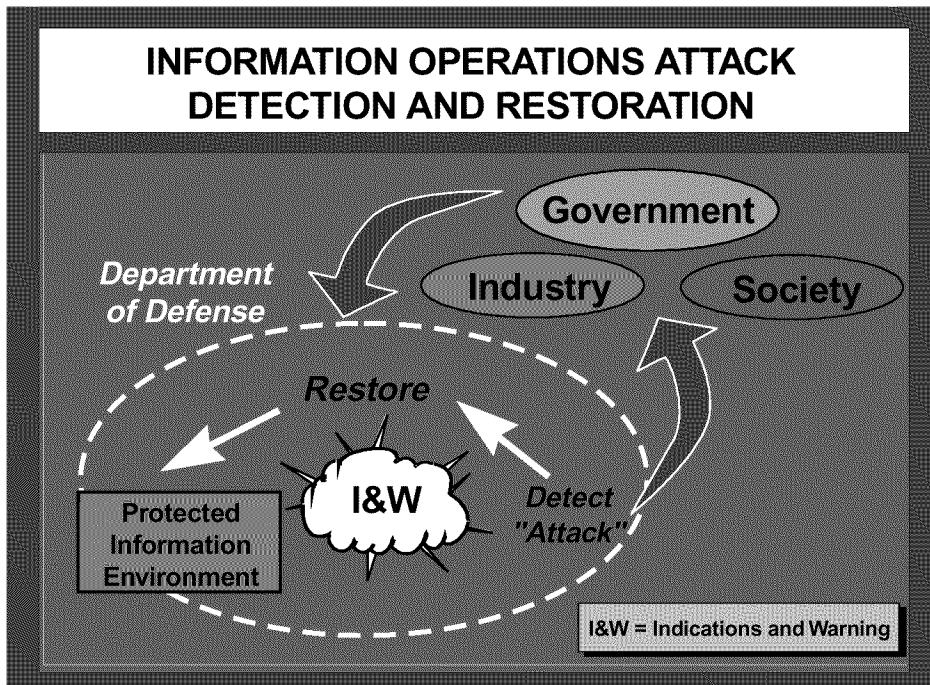 INFORMATION OPERATIONS ATTACK
DETECTION AND RESTORATION
Government
Industry
Society
Department
of Defense
Restore
I&W
Detect
"Attack"
Protected
Information
Environment
I&W = Indications and Warning